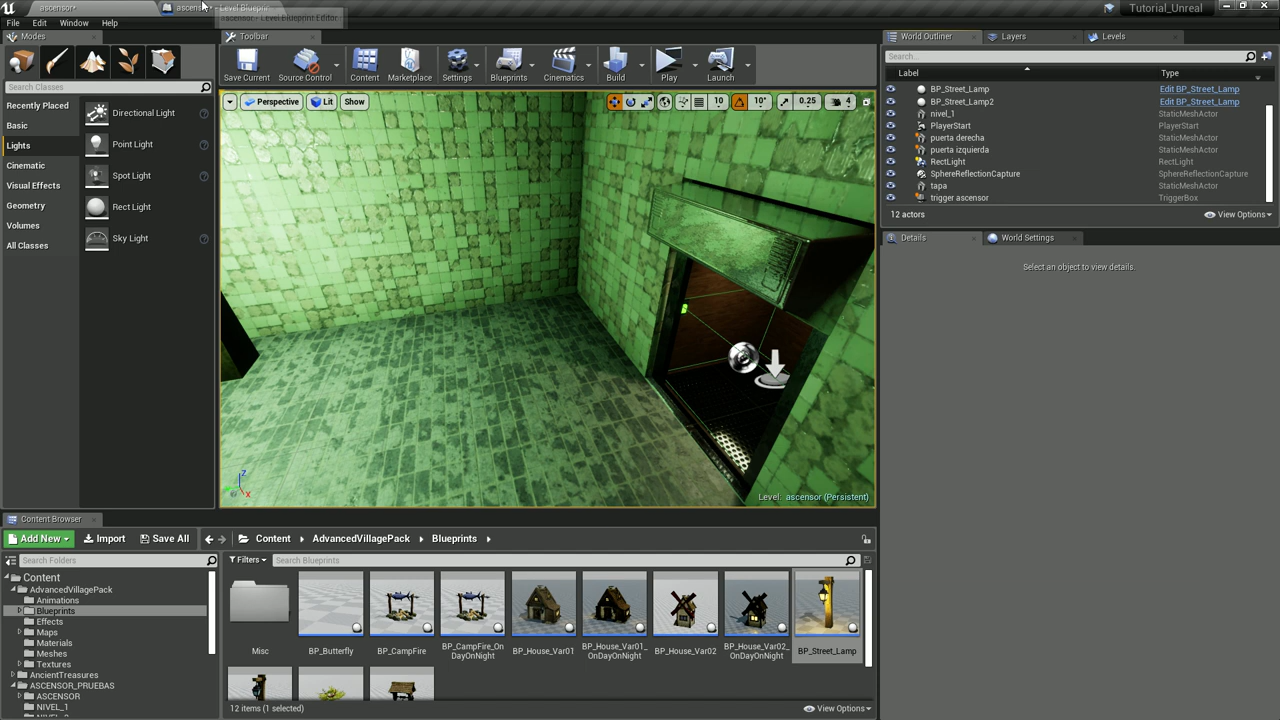 ascensor*
ascensor* - Level Blueprint
Tutorial_Unreal
File Edit Window Help
ascensor - Level Blueprint Editor
Modes
Toolbar
World Outliner
Layers
Levels
Search Classes
Save Current
Source Control
Content
Marketplace
Settings
Blueprints
Cinematics
Build
Play
Launch
Search...
Label
Type
Recently Placed
Basic
Lights
Cinematic
Visual Effects
Geometry
Volumes
All Classes
Directional Light
Point Light
Spot Light
Rect Light
Sky Light
Perspective
Lit
Show
10
10°
0.25
4
BP_Street_Lamp Edit BP_Street_Lamp
BP_Street_Lamp2 Edit BP_Street_Lamp
nivel_1 StaticMeshActor
PlayerStart PlayerStart
puerta derecha StaticMeshActor
puerta izquierda StaticMeshActor
RectLight RectLight
SphereReflectionCapture SphereReflectionCapture
tapa StaticMeshActor
trigger ascensor TriggerBox
12 actors
View Options
Details
World Settings
Select an object to view details.
Z
X
Level: ascensor (Persistent)
Content Browser
Add New
Import
Save All
Content
AdvancedVillagePack
Blueprints
Search Folders
Filters
Search Blueprints
Content
AdvancedVillagePack
Animations
Blueprints
Effects
Maps
Materials
Meshes
Textures
AncientTreasures
ASCENSOR_PRUEBAS
ASCENSOR
NIVEL_1
Misc
BP_Butterfly
BP_CampFire
BP_CampFire_On
DayOnNight
BP_House_Var01
BP_House_Var01_
OnDayOnNight
BP_House_Var02
BP_House_Var02_
OnDayOnNight
BP_Street_Lamp
12 items (1 selected)
View Options